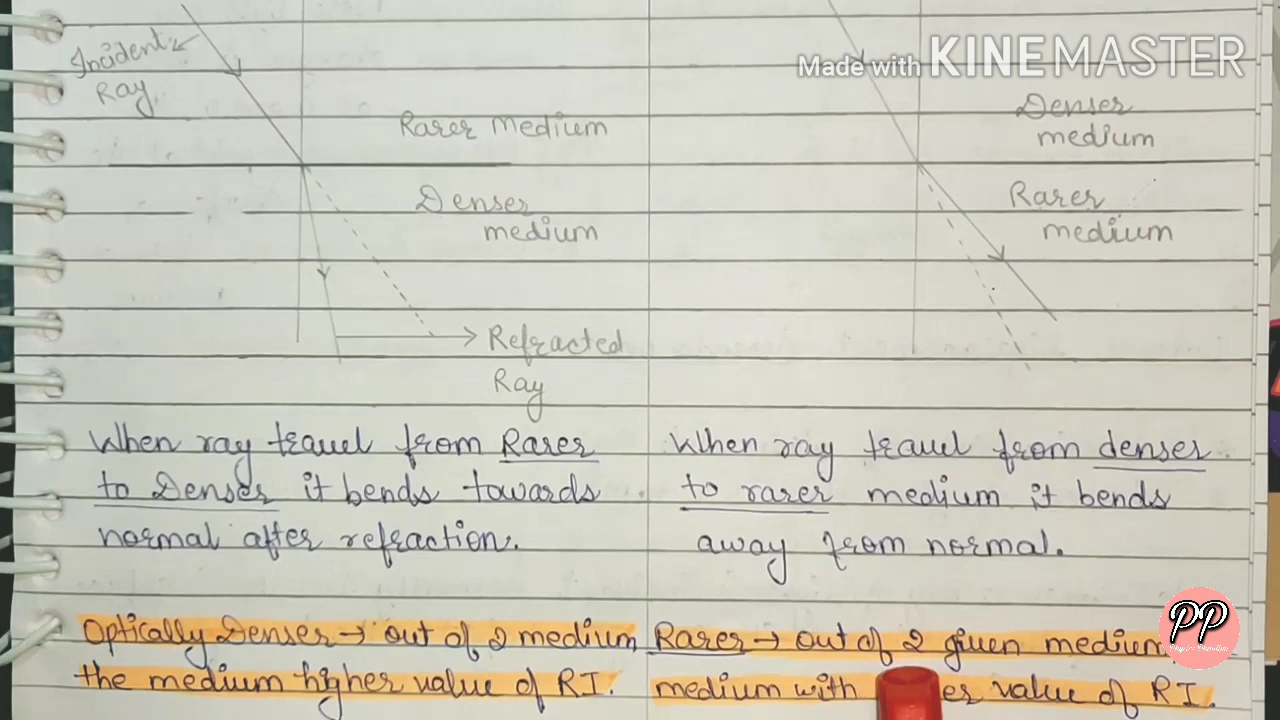 Incident
Ray
Rarer Medium
Denser
medium
Refracted
Ray
When ray travel from Rarer
to Denser it bends towards
normal after refraction.
Optically Denser → out of 2 medium
the medium higher value of RI.
Made with KINEMASTER
Denser
medium
Rarer
medium
When ray travel from denser
to rarer medium it bends
away from normal.
Rarer → out of 2 given medium
medium with value of RI.
PP